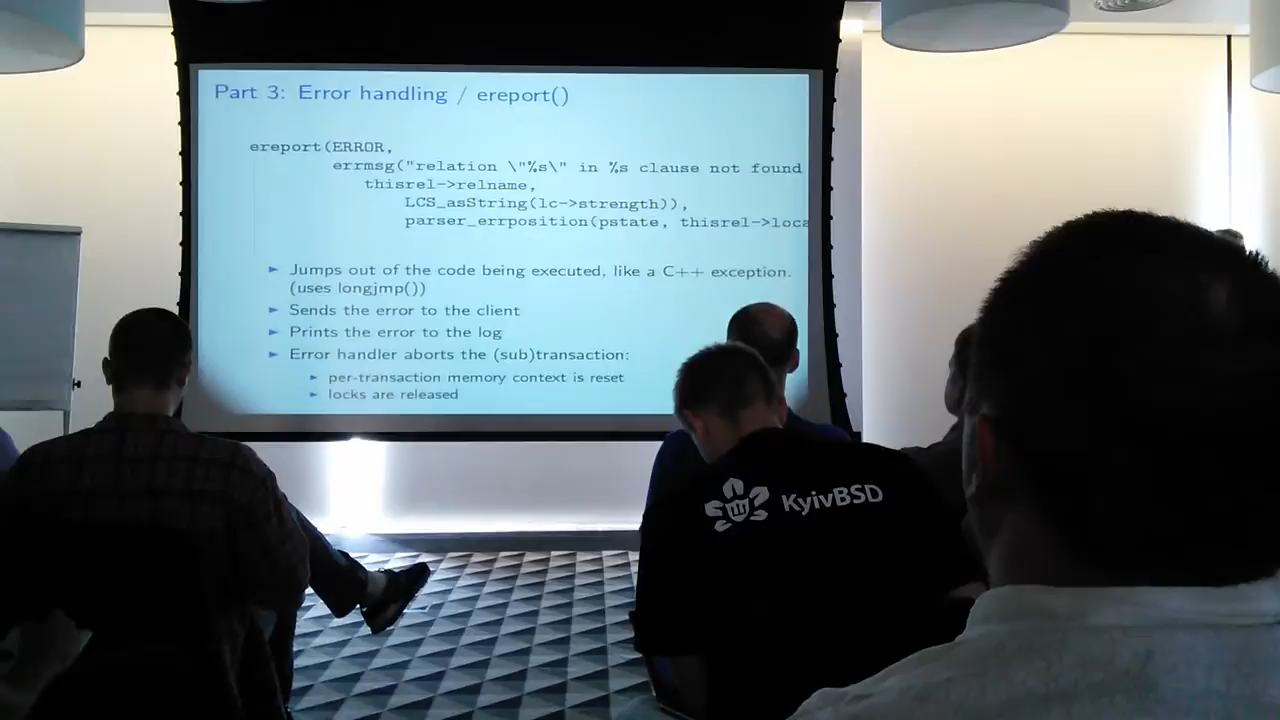 Part 3: Error handling / ereport()
ereport(ERROR,
errmsg("relation \"%s\" in %s clause not found
thisrel->relname,
LCS_asString(lc->strength)),
parser_errposition(pstate, thisrel->loca
► Jumps out of the code being executed, like a C++ exception.
(uses longjmp())
► Sends the error to the client
► Prints the error to the log
► Error handler aborts the (sub)transaction:
► per-transaction memory context is reset
► locks are released
KyivBSD